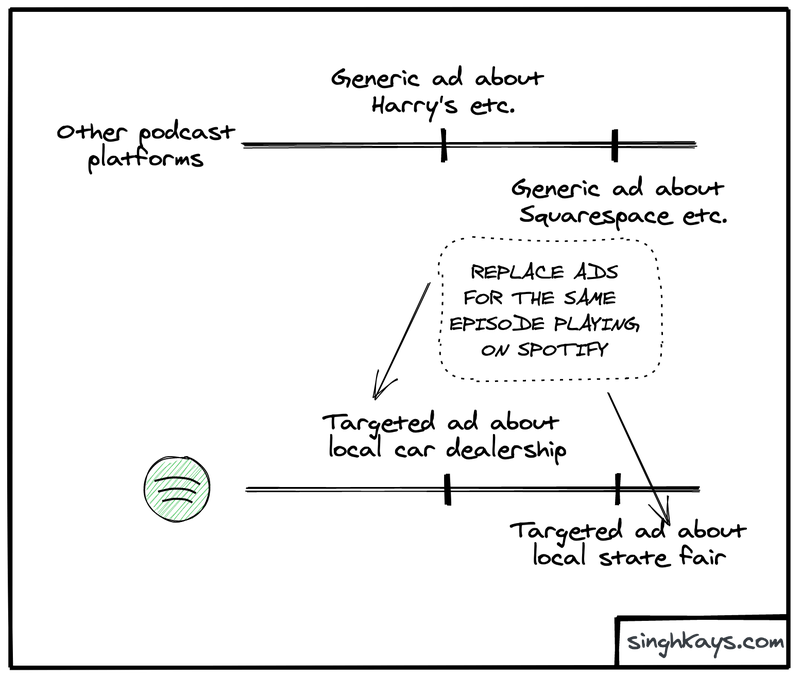 Generic ad about
Harry's etc.
Other podcast
platforms
Generic ad about
Squarespace etc.
REPLACE ADS
FOR THE SAME
EPISODE PLAYING
ON SPOTIFY
Targeted ad about
local car dealership
Targeted ad about
local state fair
singhkays.com